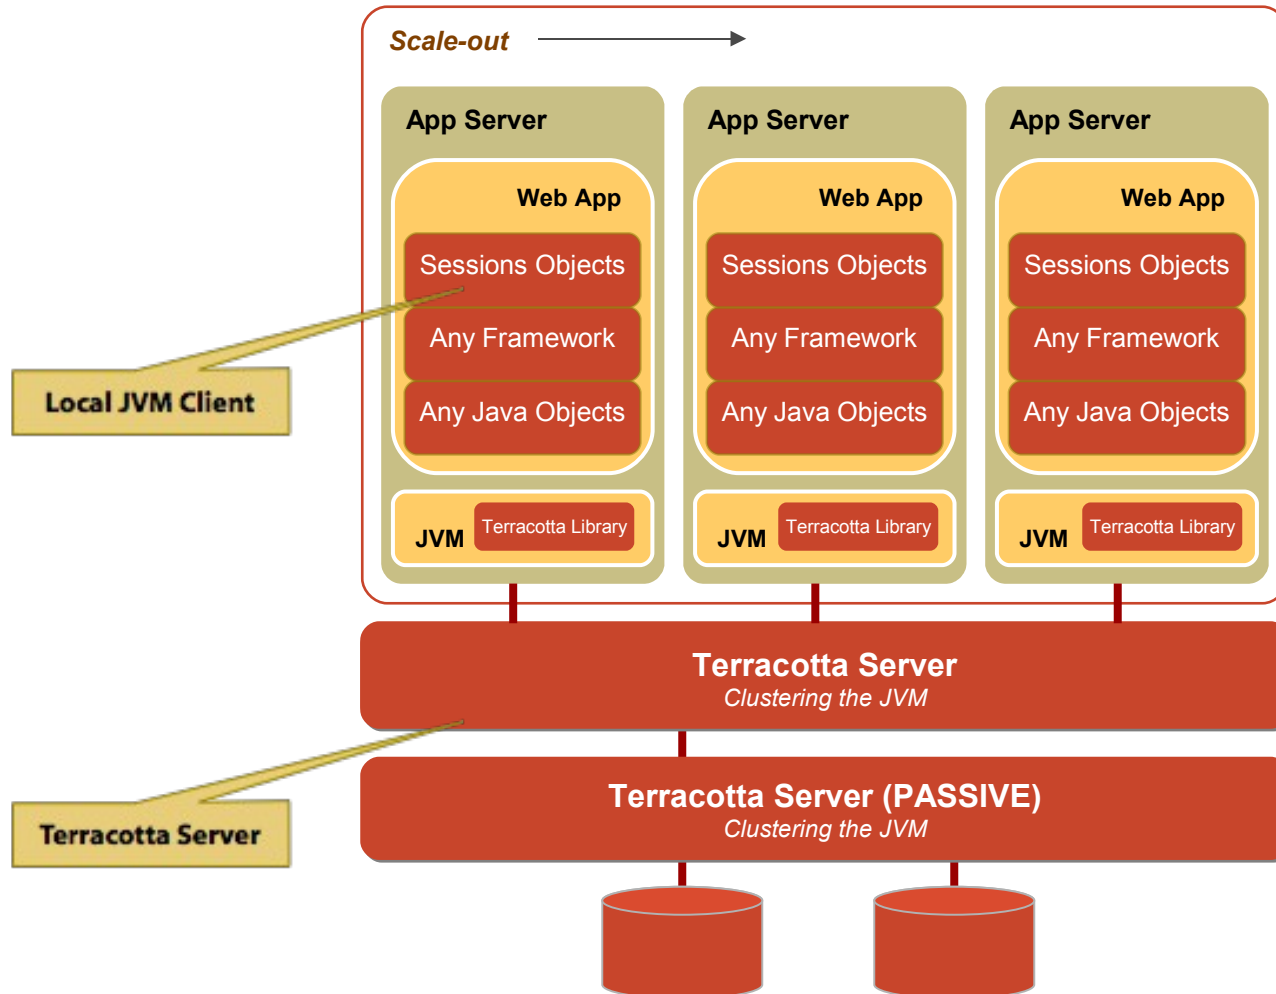 Scale-out
App Server
App Server
App Server
Web App
Web App
Web App
Sessions Objects
Sessions Objects
Sessions Objects
Any Framework
Any Framework
Any Framework
Local JVM Client
Any Java Objects
Any Java Objects
Any Java Objects
JVM
Terracotta Library
JVM
Terracotta Library
JVM
Terracotta Library
Terracotta Server
Clustering the JVM
Terracotta Server (PASSIVE)
Clustering the JVM
Terracotta Server